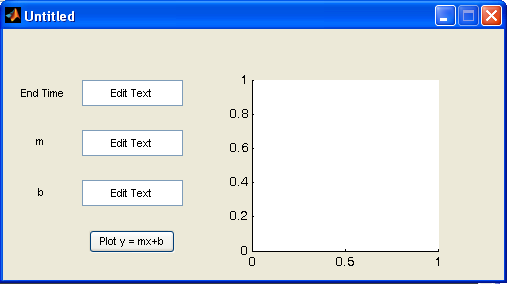 Untitled
End Time
Edit Text
m
Edit Text
b
Edit Text
Plot y = mx+b
1
0.8
0.6
0.4
0.2
0
0 0.5 1